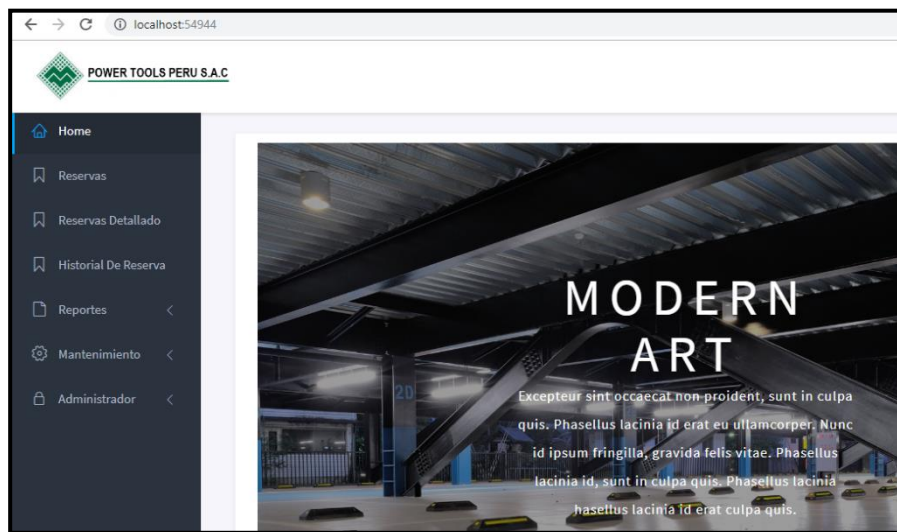 localhost:54944
POWER TOOLS PERU S.A.C
Home
Reservas
Reservas Detallado
Historial De Reserva
Reportes
Mantenimiento
Administrador
2D
MODERN
ART
Excepteur sint occaecat non proident, sunt in culpa
quis. Phasellus lacinia id erat eu ullamcorper. Nunc
id ipsum fringilla, gravida felis vitae. Phasellus
lacinia id, sunt in culpa quis. Phasellus lacinia
hasellus lacinia id erat culpa quis.